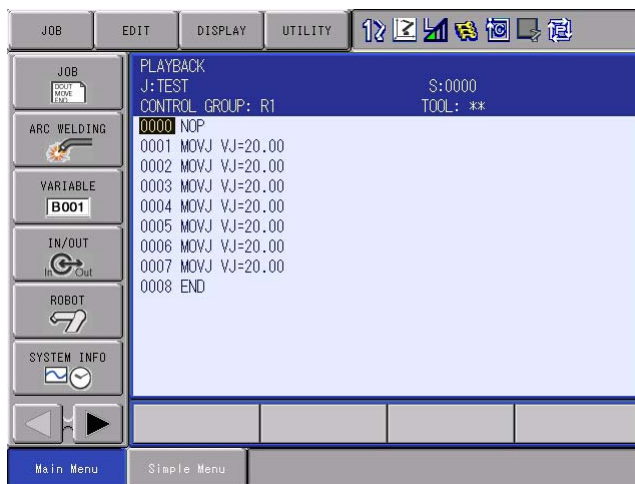 JOB EDIT DISPLAY UTILITY
JOB
DOUT
MOVE
END
ARC WELDING
VARIABLE
B001
IN/OUT
In Out
ROBOT
SYSTEM INFO
PLAYBACK
J:TEST S:0000
CONTROL GROUP: R1 TOOL: **
0000 NOP
0001 MOVJ VJ=20.00
0002 MOVJ VJ=20.00
0003 MOVJ VJ=20.00
0004 MOVJ VJ=20.00
0005 MOVJ VJ=20.00
0006 MOVJ VJ=20.00
0007 MOVJ VJ=20.00
0008 END
Main Menu Simple Menu